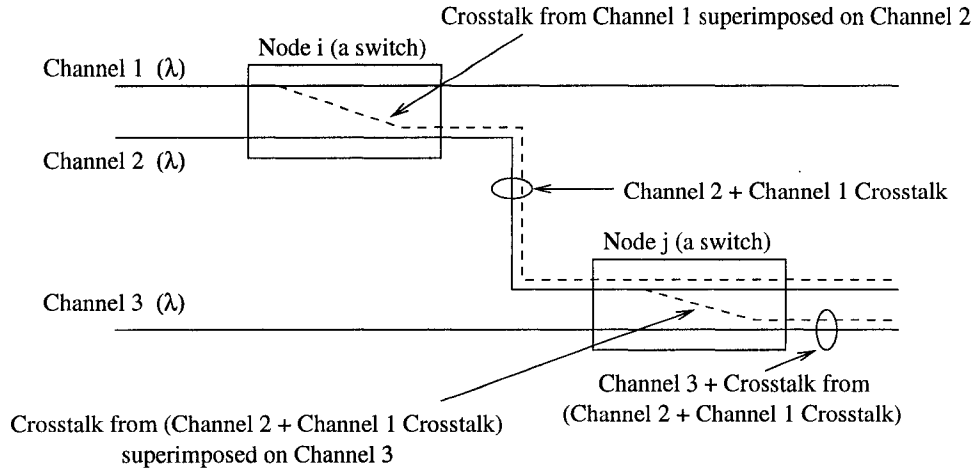 Crosstalk from Channel 1 superimposed on Channel 2
Node i (a switch)
Channel 1 (λ)
Channel 2 (λ)
Channel 2 + Channel 1 Crosstalk
Node j (a switch)
Channel 3 (λ)
Channel 3 + Crosstalk from
(Channel 2 + Channel 1 Crosstalk)
Crosstalk from (Channel 2 + Channel 1 Crosstalk)
superimposed on Channel 3